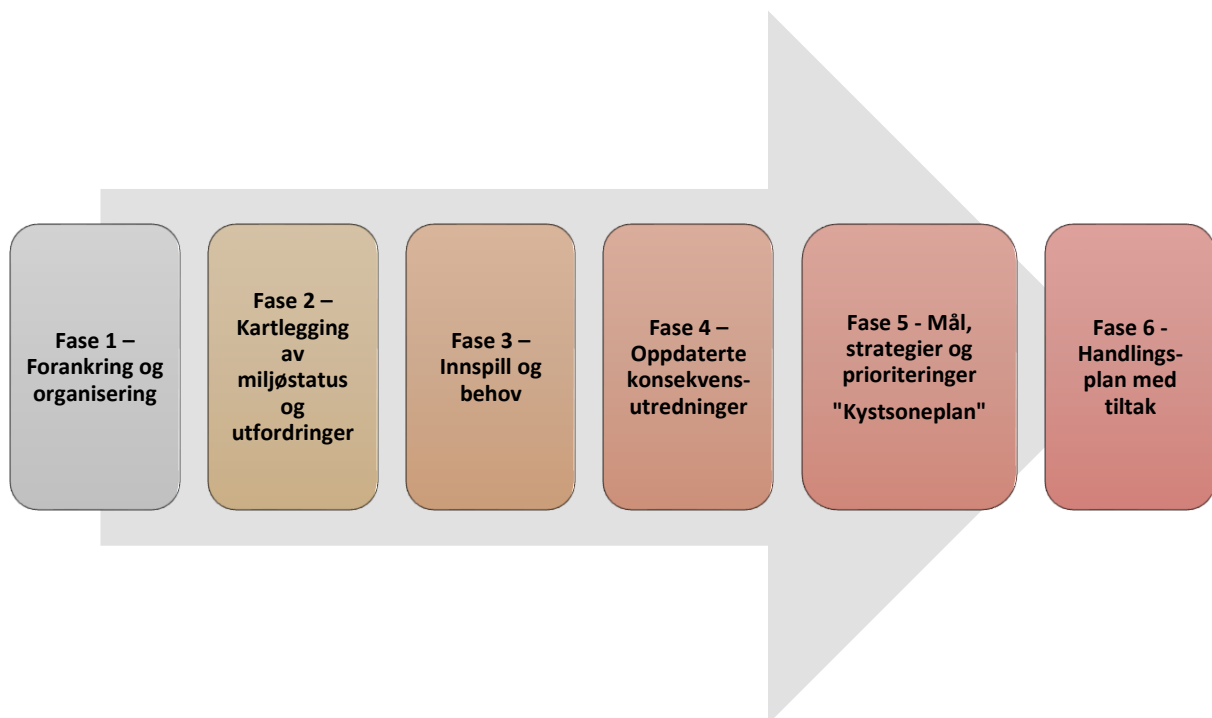 Fase 1 –
Forankring og
organisering
Fase 2 –
Kartlegging
av
miljøstatus
og
utfordringer
Fase 3 –
Innspill og
behov
Fase 4 –
Oppdaterte
konsekvens-
utredninger
Fase 5 - Mål,
strategier og
prioriteringer
"Kystsoneplan"
Fase 6 -
Handlings-
plan med
tiltak